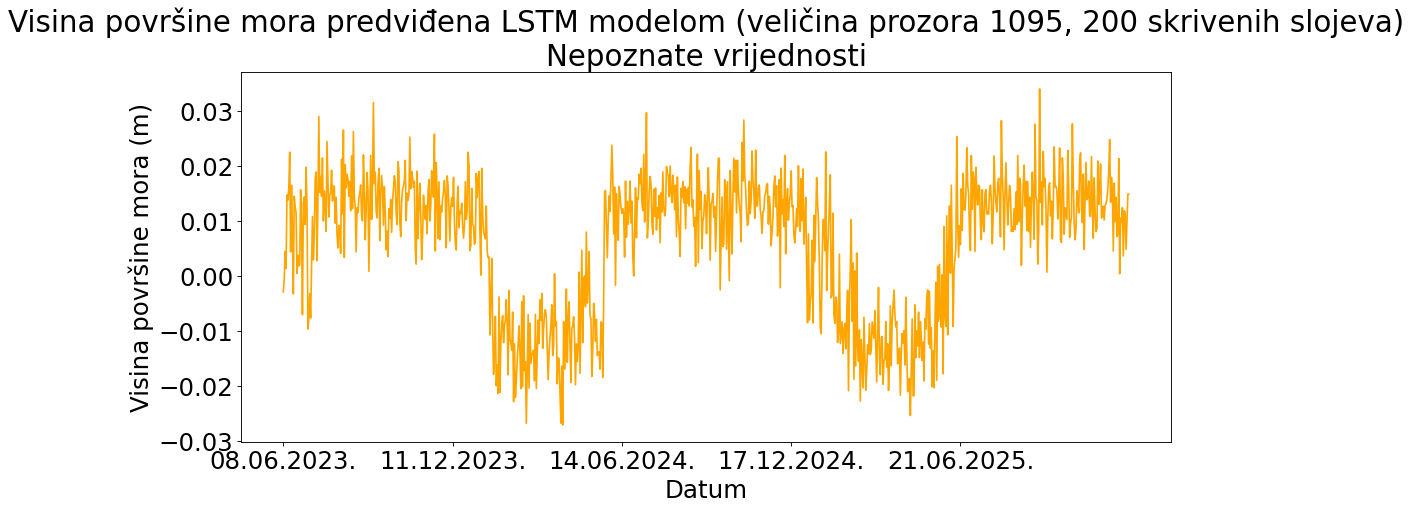 Visina površine mora predviđena LSTM modelom (veličina prozora 1095, 200 skrivenih slojeva)
Nepoznate vrijednosti
Visina površine mora (m)
0.03
0.02
0.01
0.00
−0.01
−0.02
−0.03
08.06.2023. 11.12.2023. 14.06.2024. 17.12.2024. 21.06.2025.
Datum